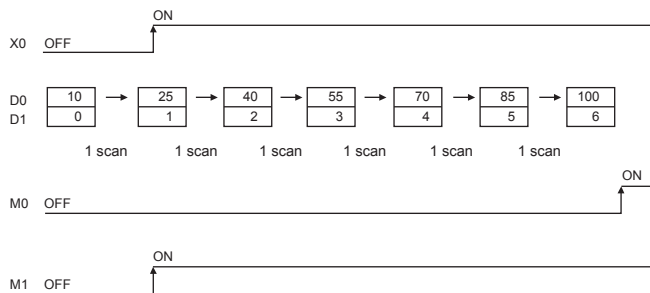 ON
X0 OFF
D0 10 25 40 55 70 85 100
D1 0 1 2 3 4 5 6
1 scan 1 scan 1 scan 1 scan 1 scan 1 scan
ON
M0 OFF
ON
M1 OFF